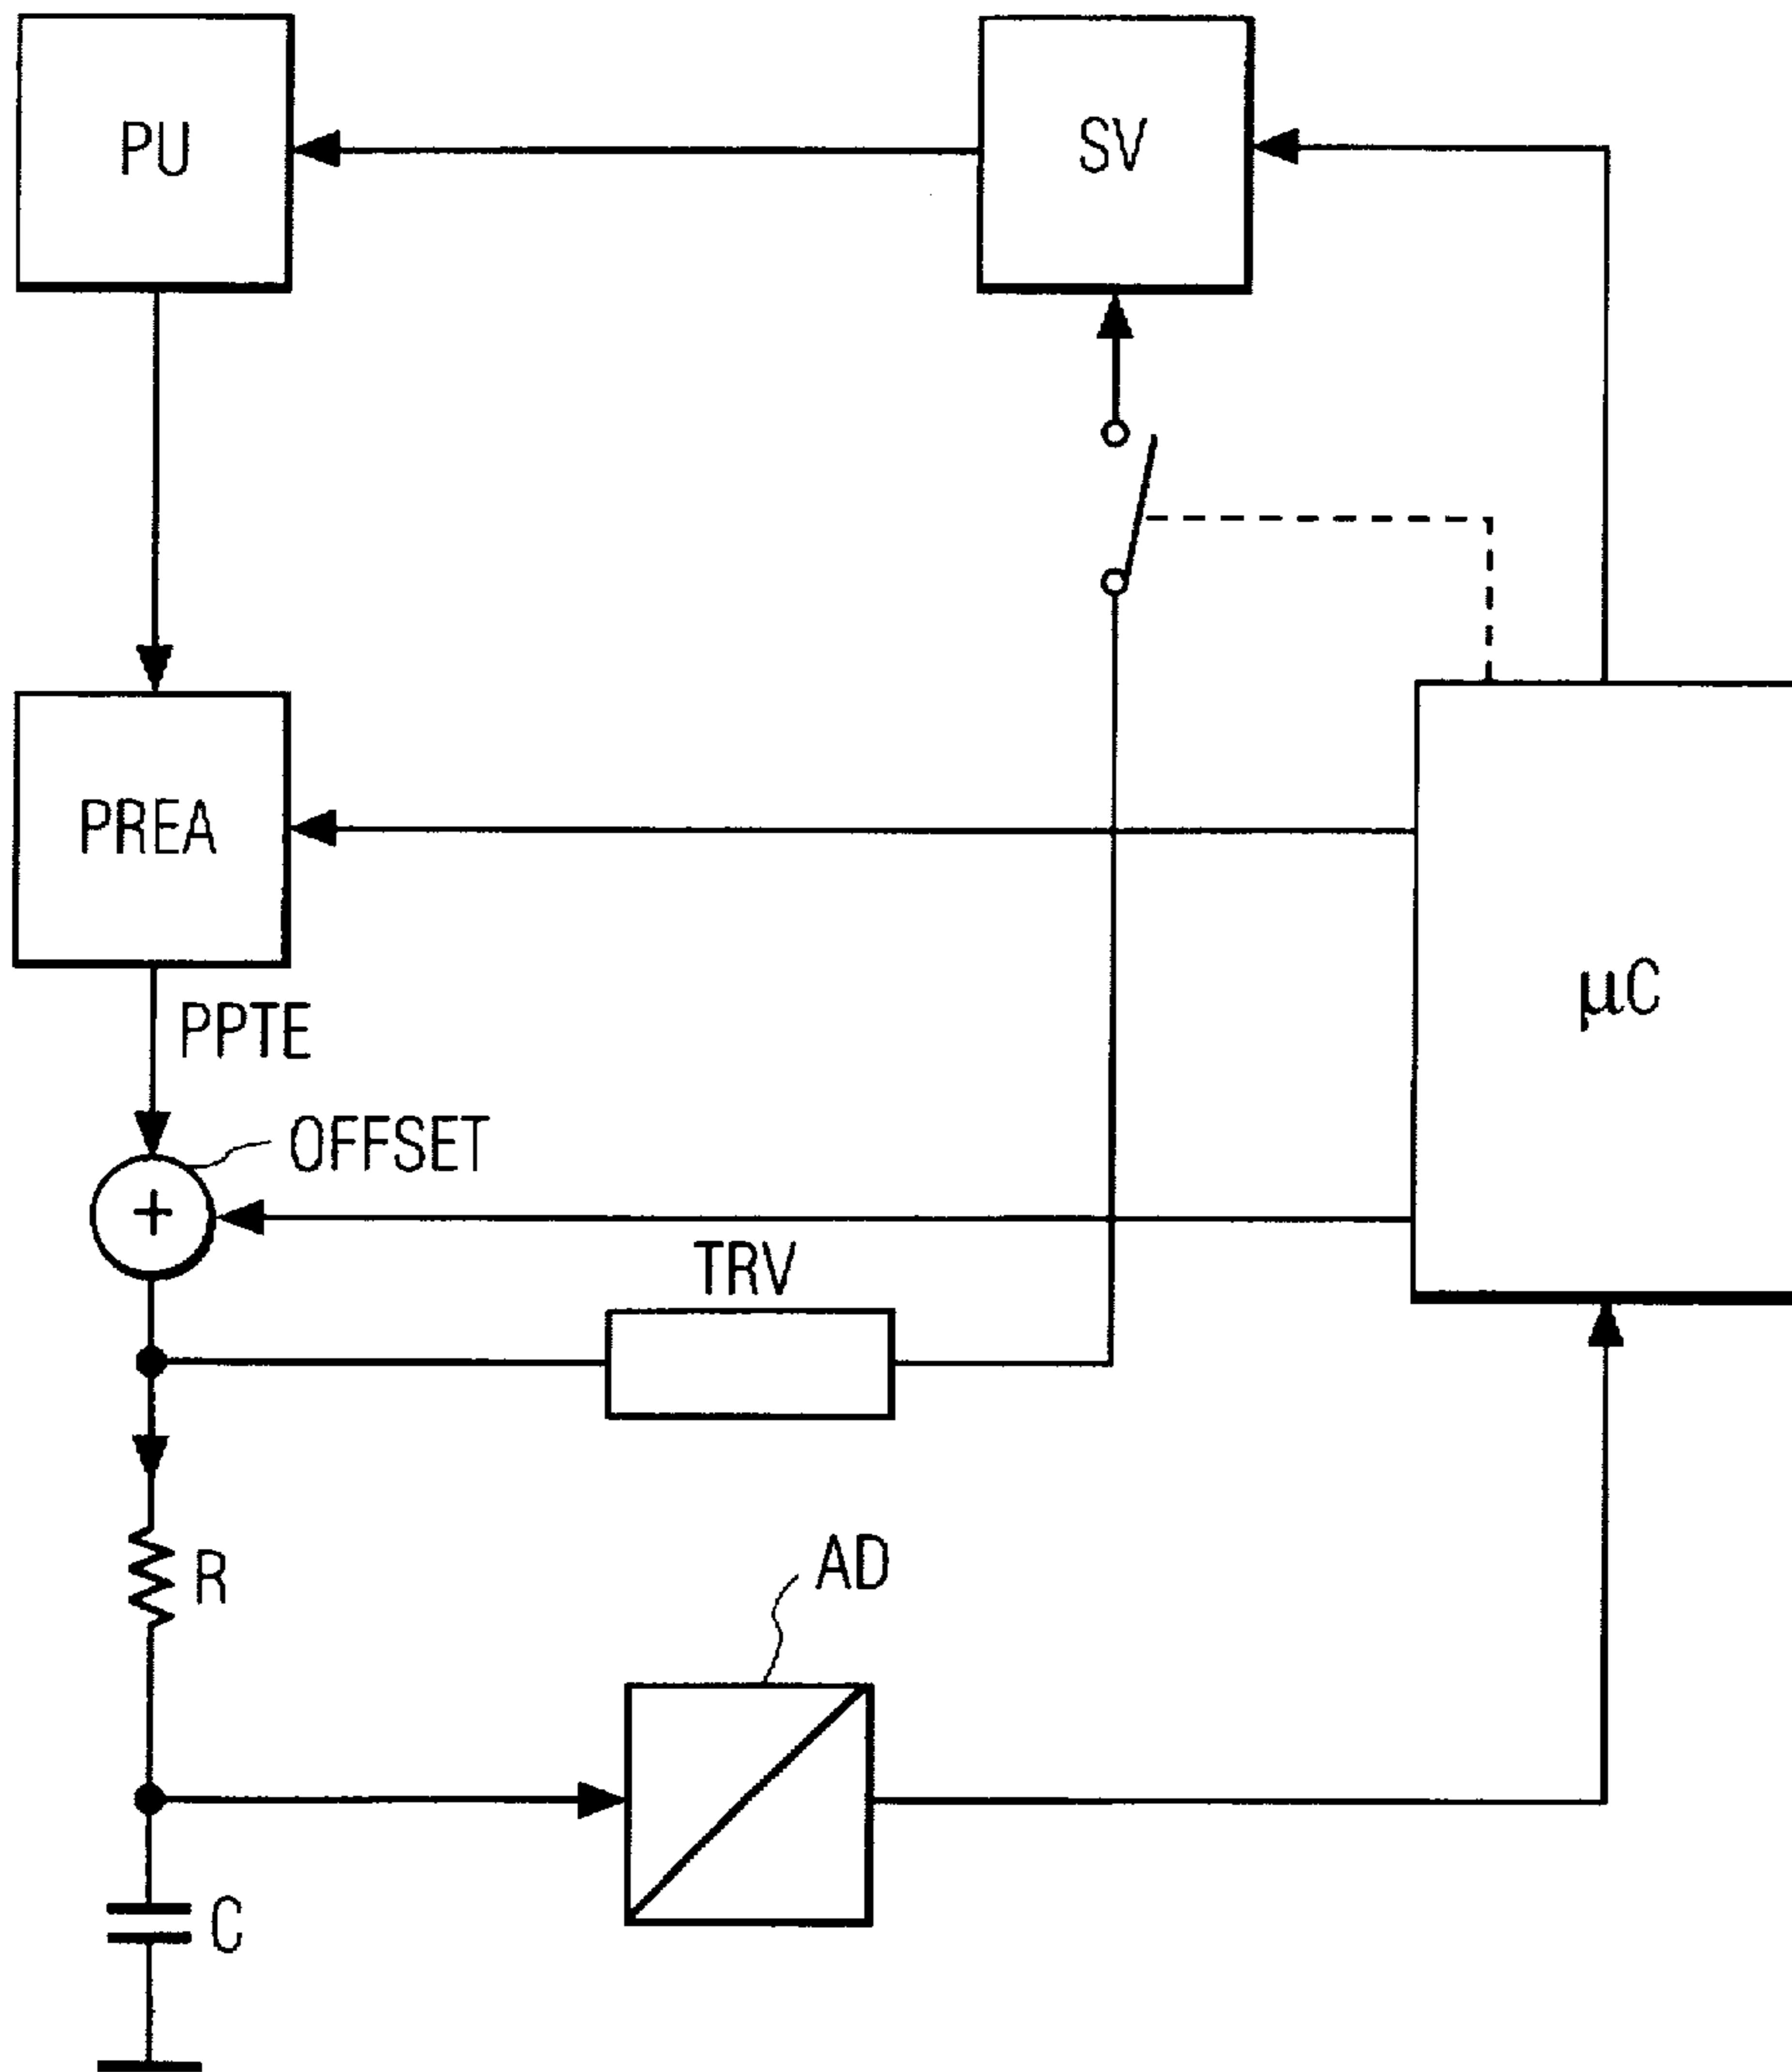 PU
SV
PREA
μC
PPTE
OFFSET
+
TRV
R
AD
C